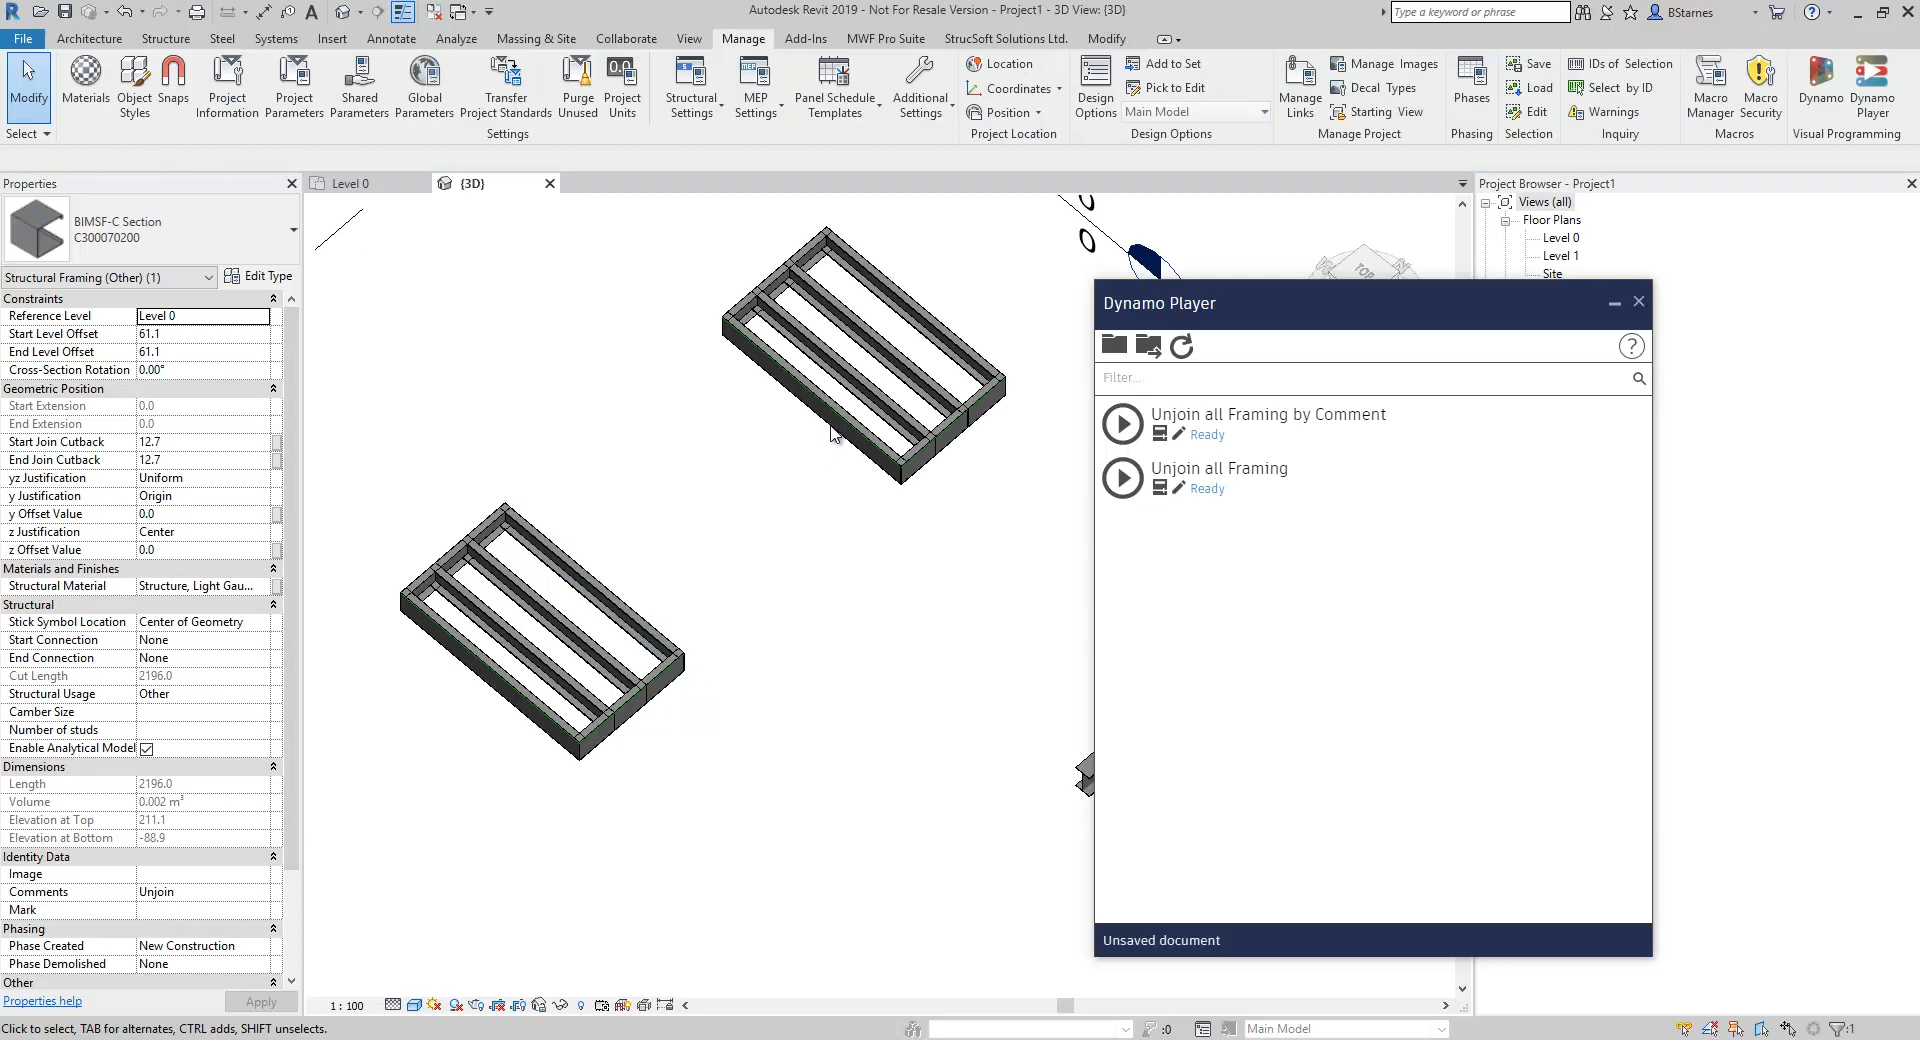 Autodesk Revit 2019 - Not For Resale Version - Project1 - 3D View: {3D}
Type a keyword or phrase
BStarnes
File
Architecture
Structure
Steel
Systems
Insert
Annotate
Analyze
Massing & Site
Collaborate
View
Manage
Add-Ins
MWF Pro Suite
StrucSoft Solutions Ltd.
Modify
Modify
Materials
Object
Styles
Snaps
Project
Information
Project
Parameters
Shared
Parameters
Global
Parameters
Transfer
Project Standards
Purge
Unused
Project
Units
Structural
Settings
MEP
Settings
Panel Schedule
Templates
Additional
Settings
Location
Coordinates
Position
Design
Options
Add to Set
Pick to Edit
Main Model
Manage
Links
Manage Images
Decal Types
Starting View
Phases
Save
Load
Edit
IDs of Selection
Select by ID
Warnings
Macro
Manager
Macro
Security
Dynamo
Dynamo
Player
Select
Settings
Project Location
Design Options
Manage Project
Phasing
Selection
Inquiry
Macros
Visual Programming
Properties
BIMSF-C Section
C300070200
Structural Framing (Other) (1)
Edit Type
Constraints
Reference Level Level 0
Start Level Offset 61.1
End Level Offset 61.1
Cross-Section Rotation 0.00°
Geometric Position
Start Extension 0.0
End Extension 0.0
Start Join Cutback 12.7
End Join Cutback 12.7
yz Justification Uniform
y Justification Origin
y Offset Value 0.0
z Justification Center
z Offset Value 0.0
Materials and Finishes
Structural Material Structure, Light Gau...
Structural
Stick Symbol Location Center of Geometry
Start Connection None
End Connection None
Cut Length 2196.0
Structural Usage Other
Camber Size
Number of studs
Enable Analytical Model
Dimensions
Length 2196.0
Volume 0.002 m³
Elevation at Top 211.1
Elevation at Bottom -88.9
Identity Data
Image
Comments Unjoin
Mark
Phasing
Phase Created New Construction
Phase Demolished None
Other
Properties help
Apply
Level 0
{3D}
TOP
1 : 100
Project Browser - Project1
Views (all)
Floor Plans
Level 0
Level 1
Site
Dynamo Player
Filter...
Unjoin all Framing by Comment
Ready
Unjoin all Framing
Ready
Unsaved document
Click to select, TAB for alternates, CTRL adds, SHIFT unselects.
:0
Main Model
:1